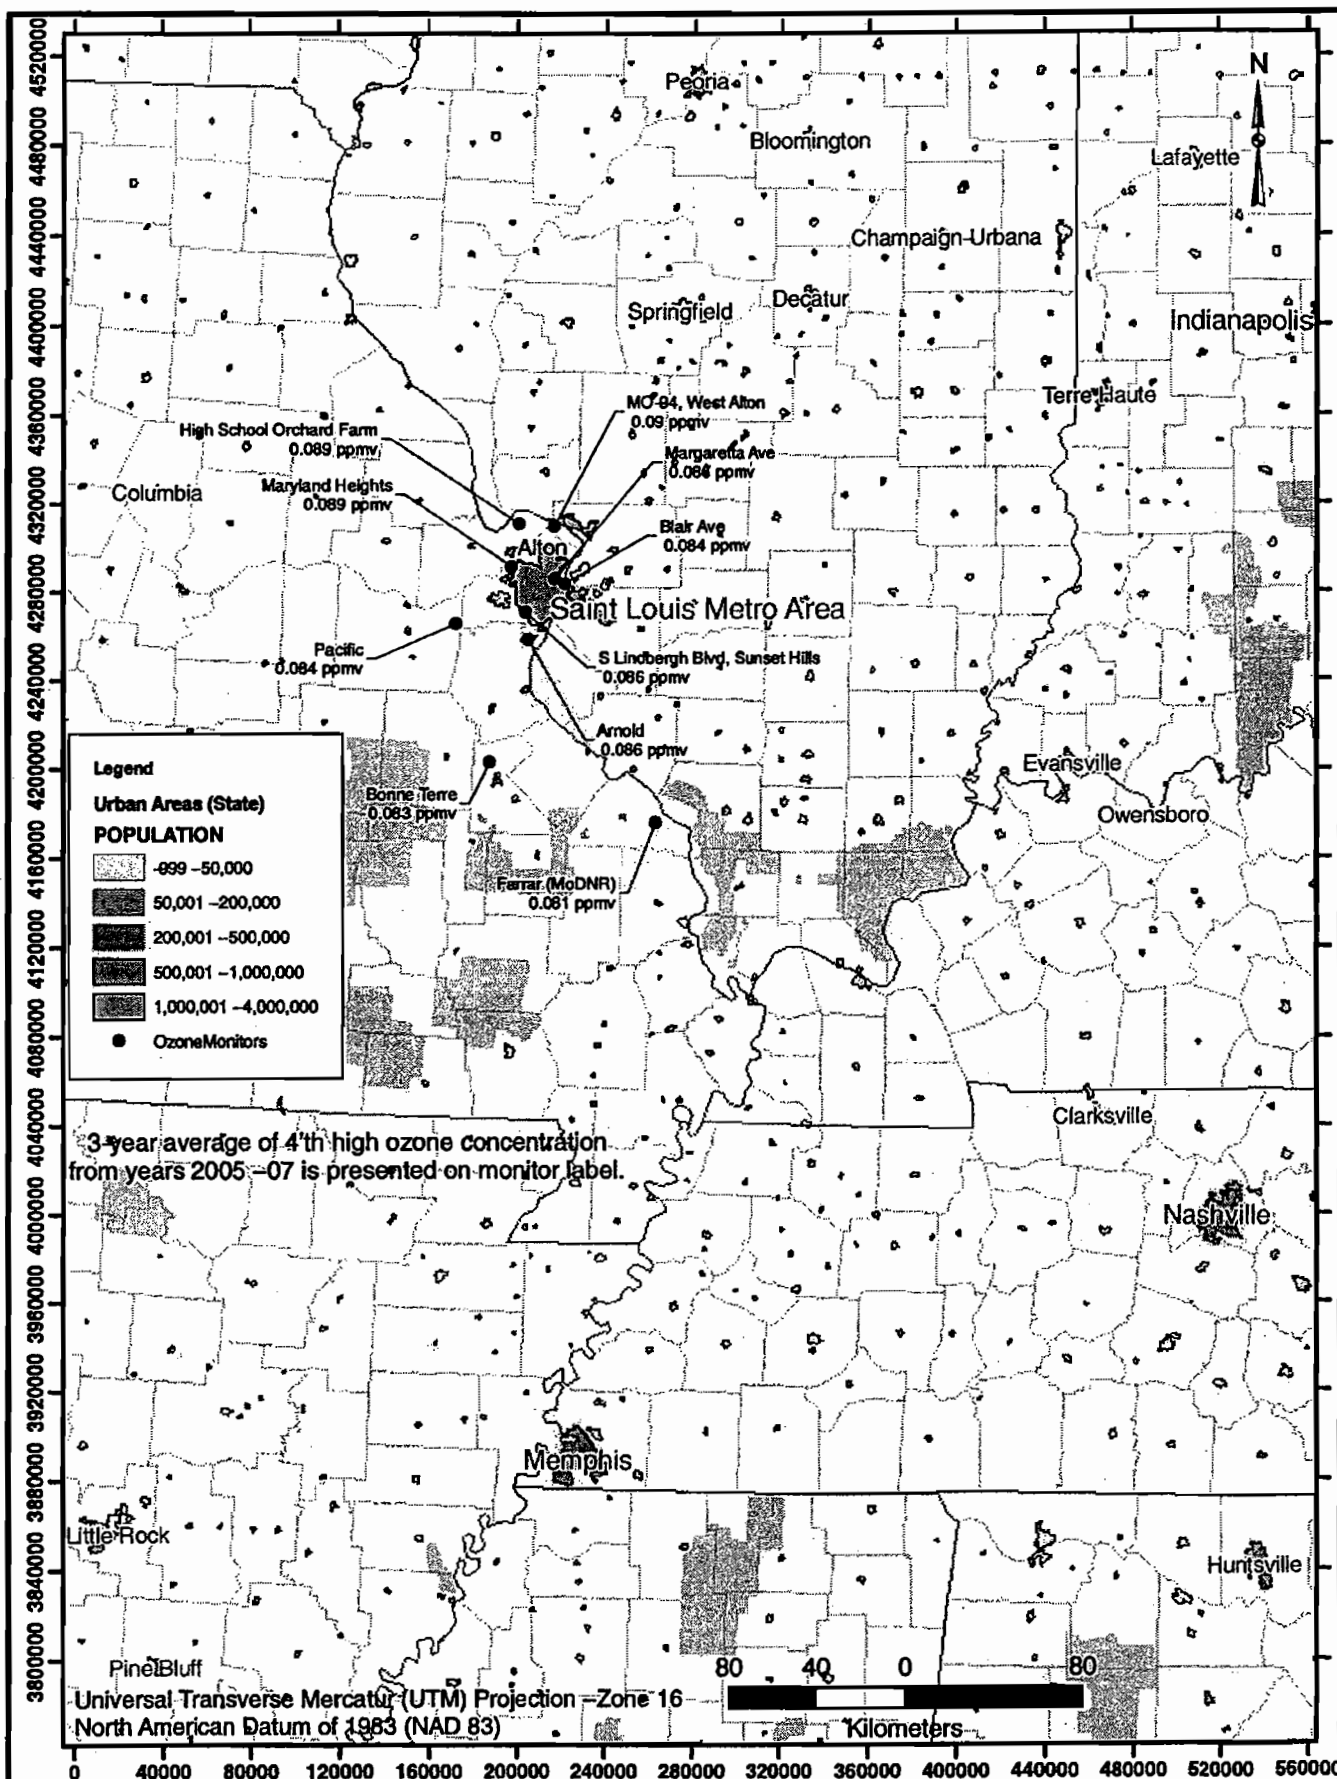 4520000
4480000
4440000
4400000
4360000
4320000
4280000
4240000
4200000
4160000
4120000
4080000
4040000
4000000
3960000
3920000
3880000
3840000
3800000
N
Peoria
Bloomington
Lafayette
Champaign-Urbana
Springfield
Decatur
Indianapolis
Terre Haute
MO-94, West Alton
0.09
High School Orchard Farm
0.089 ppmv
Margaretta Ave
ppmv
Maryland Heights
0.089 ppmv
Columbia
Blair Ave
0.084 ppmv
Alton
Saint Louis Metro Area
Pacific
0.084 ppmv
S Lindbergh Blvd, Sunset Hills
0.086 ppmv
Arnold
0.086 ppmv
Evansville
Owensboro
Bonne Terre
0.083 ppmv
Farrar (MoDNR)
0.081 ppmv
Legend
Urban Areas (State)
POPULATION
-999 –50,000
50,001 –200,000
200,001 –500,000
500,001 –1,000,000
1,000,001 –4,000,000
OzoneMonitors
3-year average of 4'th high ozone concentration
from years 2005 –07 is presented on monitor label.
Clarksville
Nashville
Memphis
Little Rock
Huntsville
Pine Bluff
80 40 0 80
Kilometers
Universal Transverse Mercatur (UTM) Projection –Zone 16
North American Datum of 1983 (NAD 83)
0 40000 80000 120000 160000 200000 240000 280000 320000 360000 400000 440000 480000 520000 560000